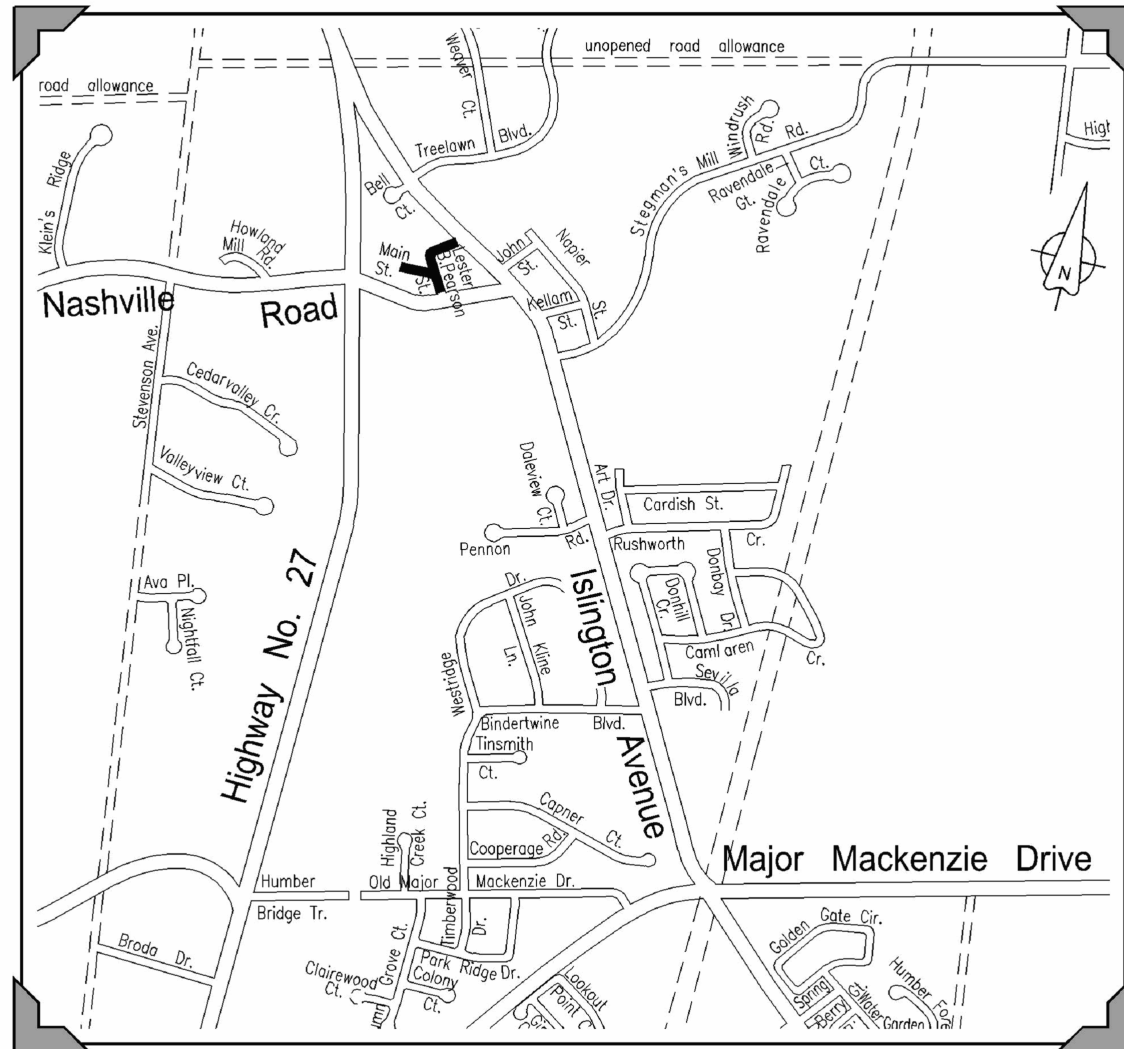 unopened road allowance
road allowance
Weaver
Ct.
Treelawn
Blvd.
Bell
Ct.
Klein's
Ridge
Howland
Mill Rd.
Main
St.
Lester
B.Pearson
St.
John
St.
Napier
St.
Kellam
St.
Stegman's Mill
Rd.
Windrush
Rd.
Ravendale
Gt.
Ravendale
Ct.
High
N
Nashville Road
Stevenson Ave.
Cedarvalley Cr.
Valleyview Ct.
Ava Pl.
Nightfall Ct.
Highway No. 27
Daleview Ct.
Pennon
Rd.
Art Dr.
Cardish St.
Rushworth
Cr.
Donbay
Dr.
Donhill
Cr.
Camlaren
Cr.
Sevilla
Blvd.
Islington
Avenue
Dr.
John Kline
Ln.
Westridge
Bindertwine Blvd.
Tinsmith
Ct.
Capner
Ct.
Cooperage Rd.
Highland
Creek Ct.
Humber
Bridge Tr.
Old Major Mackenzie Dr.
Major Mackenzie Drive
Timberwood
Dr.
Park Ridge Dr.
Broda Dr.
Clairewood
Ct.
Grove Ct.
Colony
Ct.
umn
Lookout
Point C
Golden Gate Cir.
Spring
Berry
Water
Garden
Humber Fo